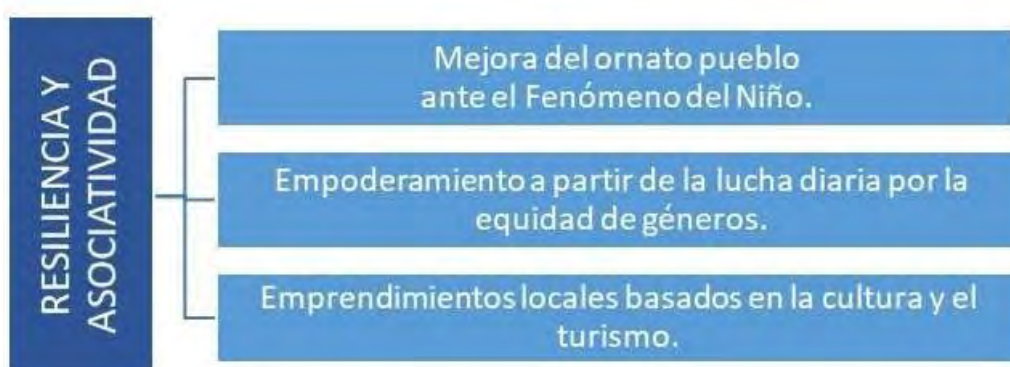 RESILIENCIA Y
ASOCIATIVIDAD
Mejora del ornato pueblo
ante el Fenómeno del Niño.
Empoderamiento a partir de la lucha diaria por la
equidad de géneros.
Emprendimientos locales basados en la cultura y el
turismo.